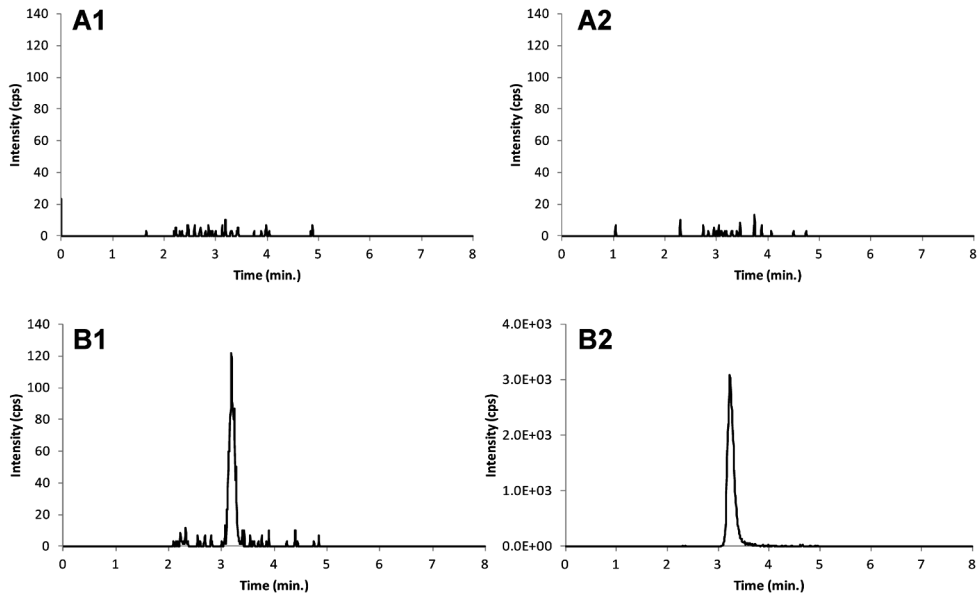 A1
140
120
100
80
60
40
20
0
Intensity (cps)
0 1 2 3 4 5 6 7 8
Time (min.)
A2
140
120
100
80
60
40
20
0
Intensity (cps)
0 1 2 3 4 5 6 7 8
Time (min.)
B1
140
120
100
80
60
40
20
0
Intensity (cps)
0 1 2 3 4 5 6 7 8
Time (min.)
B2
4.0E+03
3.0E+03
2.0E+03
1.0E+03
0.0E+00
Intensity (cps)
0 1 2 3 4 5 6 7 8
Time (min.)